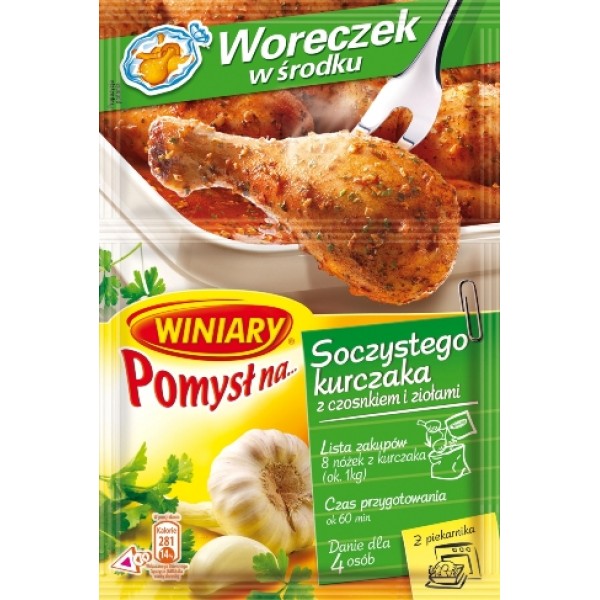 Woreczek
w środku
WINIARY
Pomysł na...
Soczystego
kurczaka
z czosnkiem i ziołami
Lista zakupów
8 nóżek z kurczaka
(ok. 1kg)
Czas przygotowania
ok 60 min
Danie dla
4 osób
z piekarnika
Kalorie
281
14%